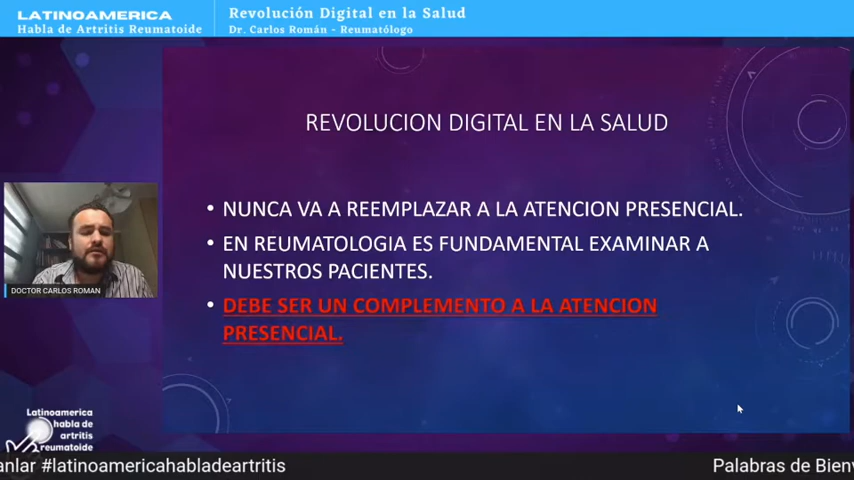 LATINOAMERICA
Habla de Artritis Reumatoide
Revolución Digital en la Salud
Dr. Carlos Román - Reumatólogo
REVOLUCION DIGITAL EN LA SALUD
• NUNCA VA A REEMPLAZAR A LA ATENCION PRESENCIAL.
• EN REUMATOLOGIA ES FUNDAMENTAL EXAMINAR A
NUESTROS PACIENTES.
• DEBE SER UN COMPLEMENTO A LA ATENCION
PRESENCIAL.
DOCTOR CARLOS ROMAN
Latinoamerica
habla de
artritis
reumatoide
anlar #latinoamericahabladeartritis
Palabras de Bienv